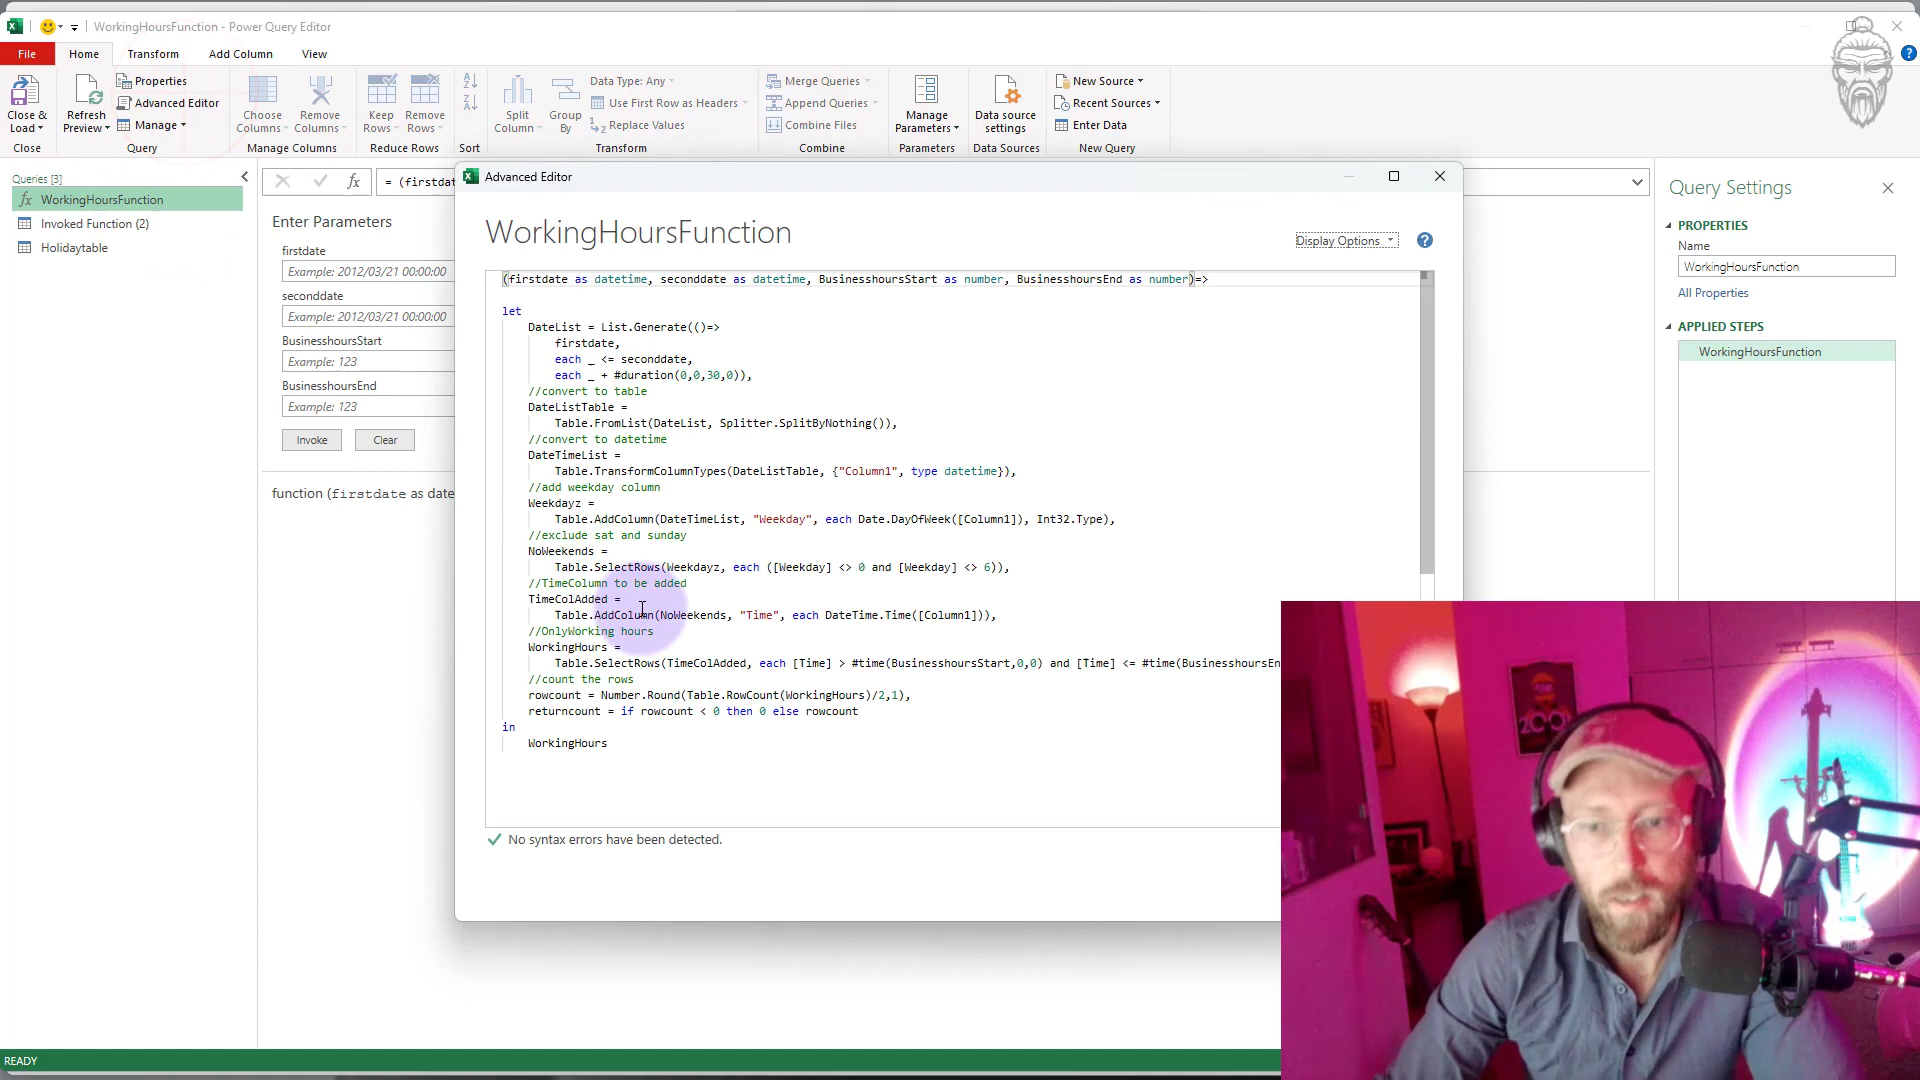 WorkingHoursFunction - Power Query Editor
File
Home
Transform
Add Column
View
Close & Load
Close
Refresh Preview
Properties
Advanced Editor
Manage
Query
Choose Columns
Remove Columns
Manage Columns
Keep Rows
Remove Rows
Reduce Rows
Sort
Split Column
Group By
Data Type: Any
Use First Row as Headers
Replace Values
Transform
Merge Queries
Append Queries
Combine Files
Combine
Manage Parameters
Parameters
Data source settings
Data Sources
New Source
Recent Sources
Enter Data
New Query
Queries [3]
WorkingHoursFunction
Invoked Function (2)
Holidaytable
= (firstdat
Enter Parameters
firstdate
Example: 2012/03/21 00:00:00
seconddate
Example: 2012/03/21 00:00:00
BusinesshoursStart
Example: 123
BusinesshoursEnd
Example: 123
Invoke
Clear
function (firstdate as date
Advanced Editor
WorkingHoursFunction
Display Options
(firstdate as datetime, seconddate as datetime, BusinesshoursStart as number, BusinesshoursEnd as number)=>
let
DateList = List.Generate(()=>
firstdate,
each _ <= seconddate,
each _ + #duration(0,0,30,0)),
//convert to table
DateListTable =
Table.FromList(DateList, Splitter.SplitByNothing()),
//convert to datetime
DateTimeList =
Table.TransformColumnTypes(DateListTable, {"Column1", type datetime}),
//add weekday column
Weekdayz =
Table.AddColumn(DateTimeList, "Weekday", each Date.DayOfWeek([Column1]), Int32.Type),
//exclude sat and sunday
NoWeekends =
Table.SelectRows(Weekdayz, each ([Weekday] <> 0 and [Weekday] <> 6)),
//TimeColumn to be added
TimeColAdded =
Table.AddColumn(NoWeekends, "Time", each DateTime.Time([Column1])),
//OnlyWorking hours
WorkingHours =
Table.SelectRows(TimeColAdded, each [Time] > #time(BusinesshoursStart,0,0) and [Time] <= #time(BusinesshoursEn
//count the rows
rowcount = Number.Round(Table.RowCount(WorkingHours)/2,1),
returncount = if rowcount < 0 then 0 else rowcount
in
WorkingHours
No syntax errors have been detected.
Query Settings
PROPERTIES
Name
WorkingHoursFunction
All Properties
APPLIED STEPS
WorkingHoursFunction
READY